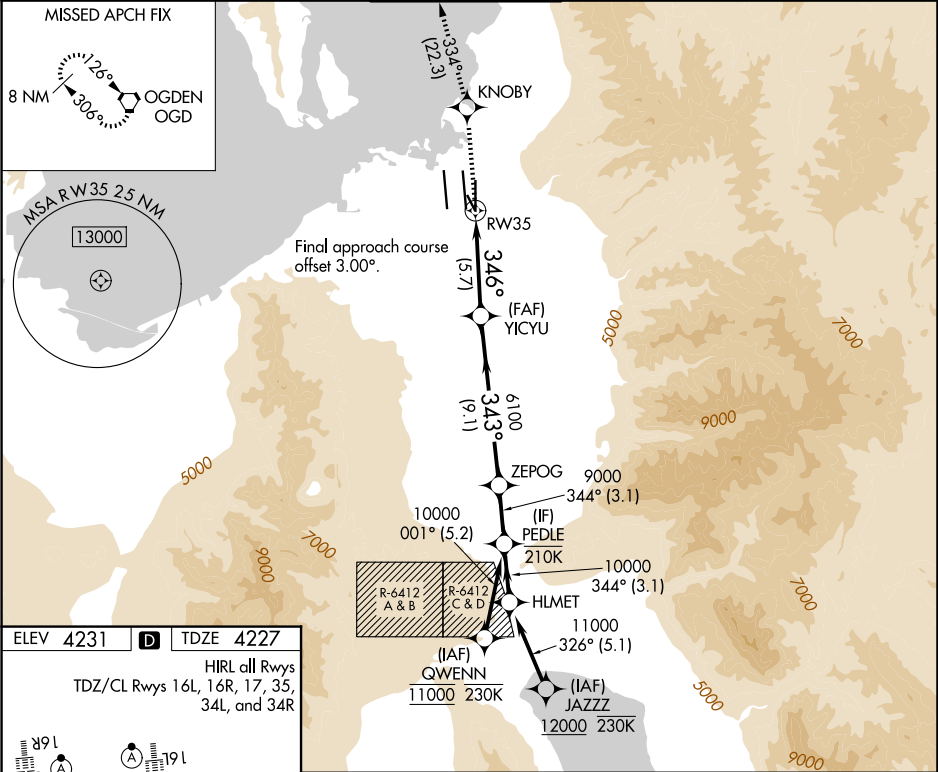 MISSED APCH FIX
126°
8 NM
306°
OGDEN
OGD
334°
(22.3)
KNOBY
MSA RW35 25 NM
13000
RW35
Final approach course
offset 3.00°.
346°
(5.7)
(FAF)
YICYU
5000
7000
6100
343°
(9.1)
9000
5000
ZEPOG
9000
344° (3.1)
10000
001° (5.2)
(IF)
PEDLE
210K
7000
9000
10000
344° (3.1)
R-6412
A & B
R-6412
C & D
HLMET
7000
11000
326° (5.1)
(IAF)
QWENN
11000 230K
(IAF)
JAZZZ
12000 230K
5000
9000
ELEV 4231 D TDZE 4227
HIRL all Rwys
TDZ/CL Rwys 16L, 16R, 17, 35,
34L, and 34R
16R
A
A
16L